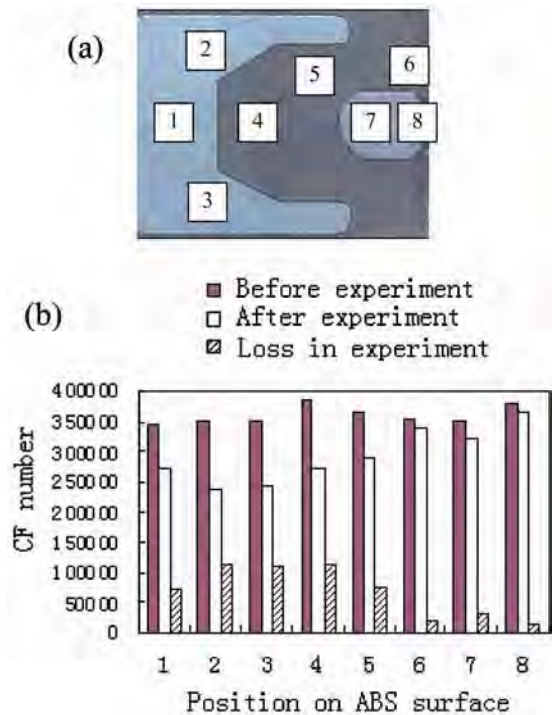 (a)
2
6
5
1
4
7
8
3
Before experiment
(b)
After experiment
Loss in experiment
400000
350000
300000
250000
200000
150000
100000
50000
0
CF number
1 2 3 4 5 6 7 8
Position on ABS surface